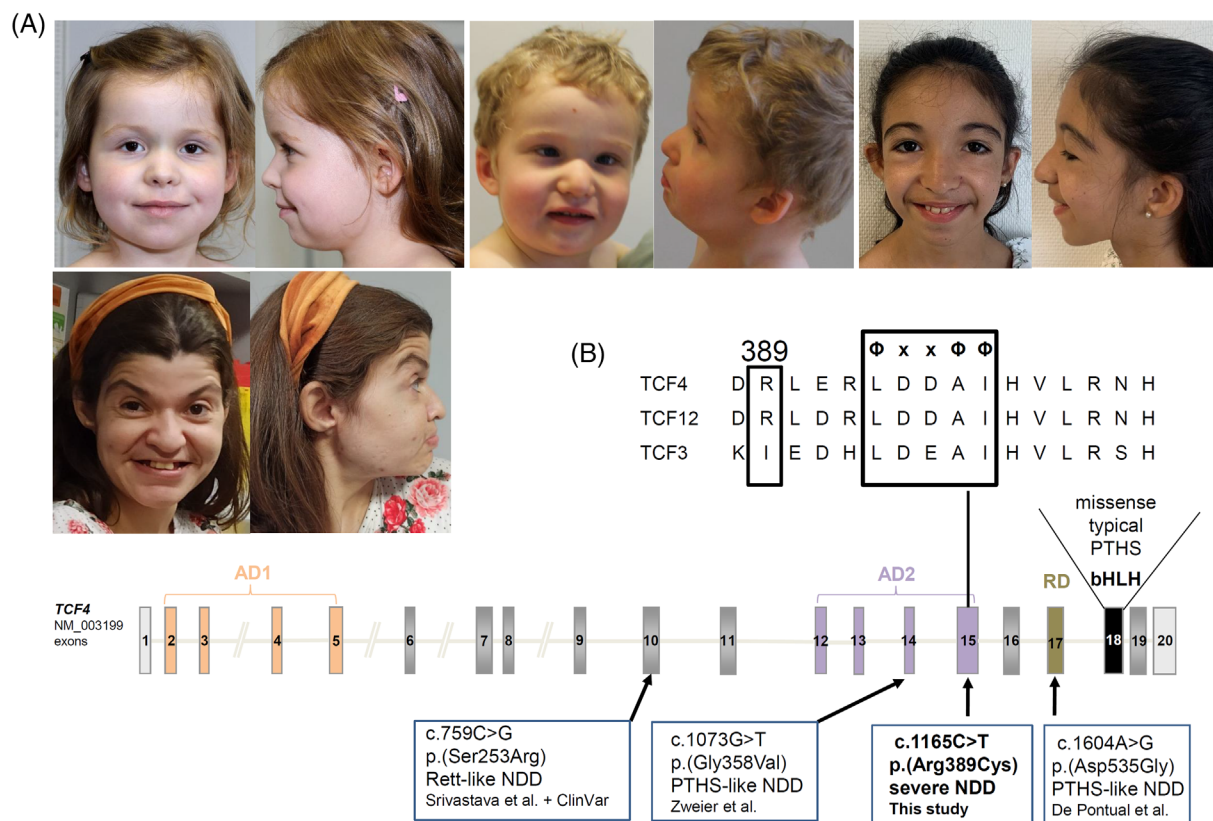 (A)
(B)
389
Φ x x Φ Φ
TCF4 D R L E R L D D A I H V L R N H
TCF12 D R L D R L D D A I H V L R N H
TCF3 K I E D H L D E A I H V L R S H
missense
typical
PTHS
bHLH
AD1
AD2
RD
TCF4
NM_003199
exons
1 2 3 4 5 6 7 8 9 10 11 12 13 14 15 16 17 18 19 20
c.759C>G
p.(Ser253Arg)
Rett-like NDD
Srivastava et al. + ClinVar
c.1073G>T
p.(Gly358Val)
PTHS-like NDD
Zweier et al.
c.1165C>T
p.(Arg389Cys)
severe NDD
This study
c.1604A>G
p.(Asp535Gly)
PTHS-like NDD
De Pontual et al.